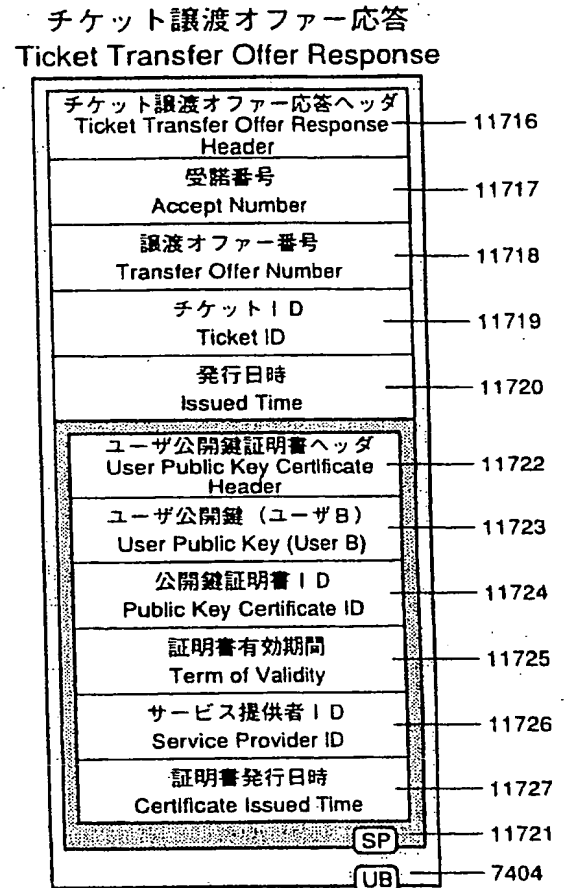 チケット譲渡オファー応答
Ticket Transfer Offer Response
チケット譲渡オファー応答ヘッダ
Ticket Transfer Offer Response
Header
11716
受諾番号
Accept Number
11717
譲渡オファー番号
Transfer Offer Number
11718
チケットID
Ticket ID
11719
発行日時
Issued Time
11720
ユーザ公開鍵証明書ヘッダ
User Public Key Certificate
Header
11722
ユーザ公開鍵（ユーザB）
User Public Key (User B)
11723
公開鍵証明書ID
Public Key Certificate ID
11724
証明書有効期間
Term of Validity
11725
サービス提供者ID
Service Provider ID
11726
証明書発行日時
Certificate Issued Time
11727
SP
11721
UB
7404